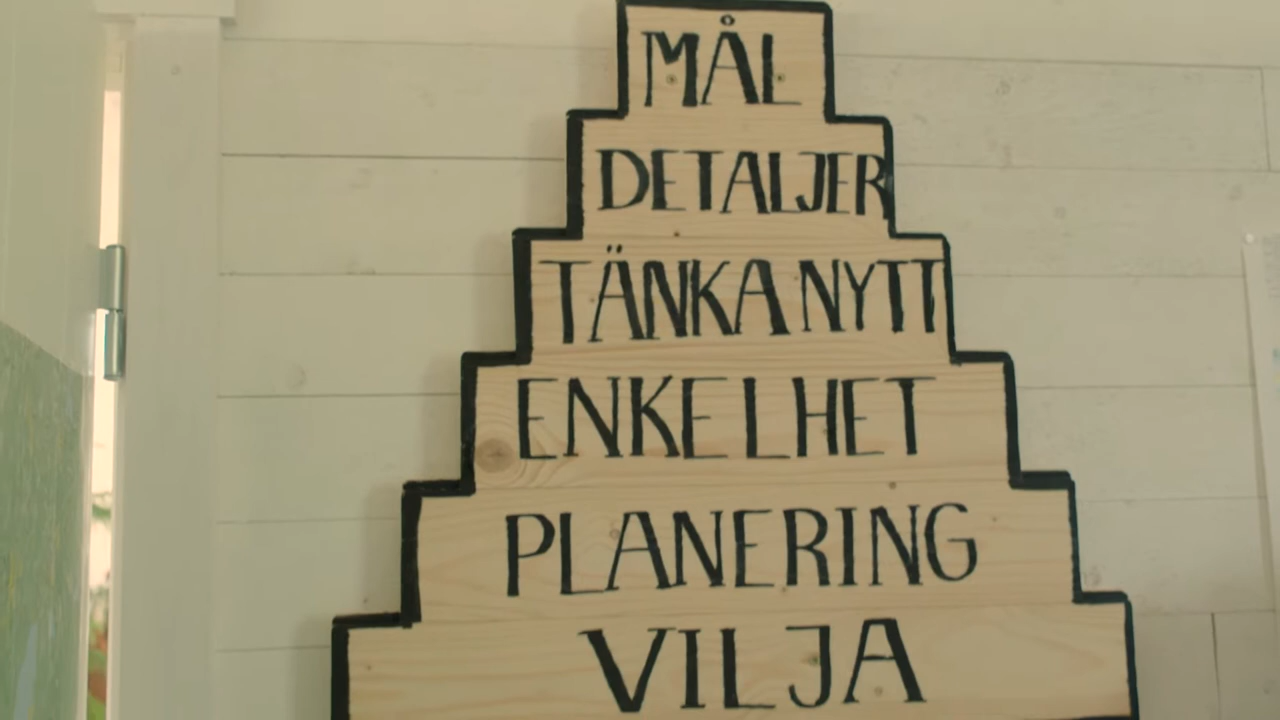 MÅL
DETALJER
TÄNKA NYTT
ENKELHET
PLANERING
VILJA